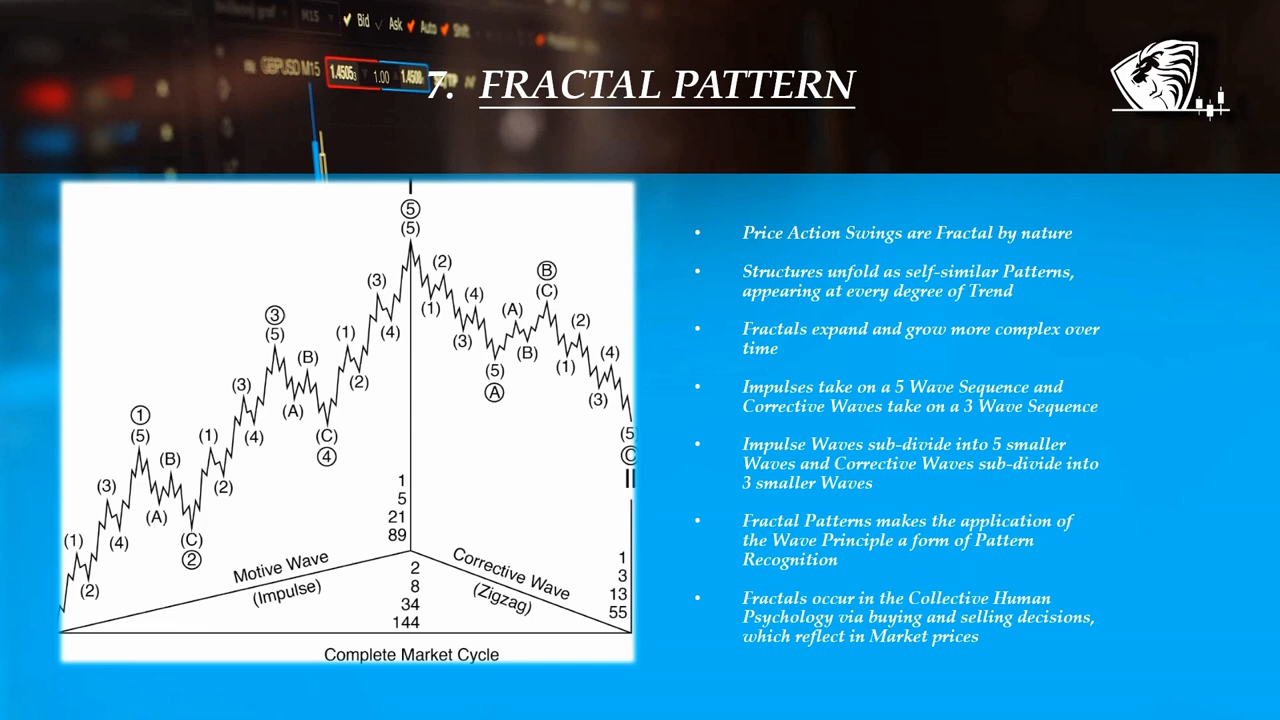 M15 Bid Ask Auto Shift
GBPUSD M15 1.4505 1.00 1.4508
7. FRACTAL PATTERN
I
5
(5)
(3) (2)
(1) (4)
(4) (3)
(A) (B)
(5)
A
B
(C)
(2)
(1) (4)
(3)
(5
C
II
3
(5)
(B) (1)
(A) (2)
(C)
4
(3)
(4)
1
(5)
(B) (1)
(A) (2)
(C)
2
(3)
(4)
(1)
(2)
1
5
21
89
Motive Wave
(Impulse)
2
8
34
144
Corrective Wave
(Zigzag)
1
3
13
55
Complete Market Cycle
• Price Action Swings are Fractal by nature
• Structures unfold as self-similar Patterns,
appearing at every degree of Trend
• Fractals expand and grow more complex over
time
• Impulses take on a 5 Wave Sequence and
Corrective Waves take on a 3 Wave Sequence
• Impulse Waves sub-divide into 5 smaller
Waves and Corrective Waves sub-divide into
3 smaller Waves
• Fractal Patterns makes the application of
the Wave Principle a form of Pattern
Recognition
• Fractals occur in the Collective Human
Psychology via buying and selling decisions,
which reflect in Market prices